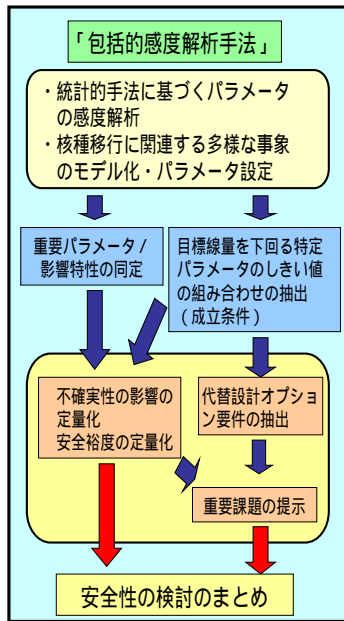 「包括的感度解析手法」
・統計的手法に基づくパラメータ
の感度解析
・核種移行に関連する多様な事象
のモデル化・パラメータ設定
重要パラメータ/
影響特性の同定
目標線量を下回る特定
パラメータのしきい値
の組み合わせの抽出
(成立条件)
不確実性の影響の
定量化
安全裕度の定量化
代替設計オプショ
ン要件の抽出
重要課題の提示
安全性の検討のまとめ